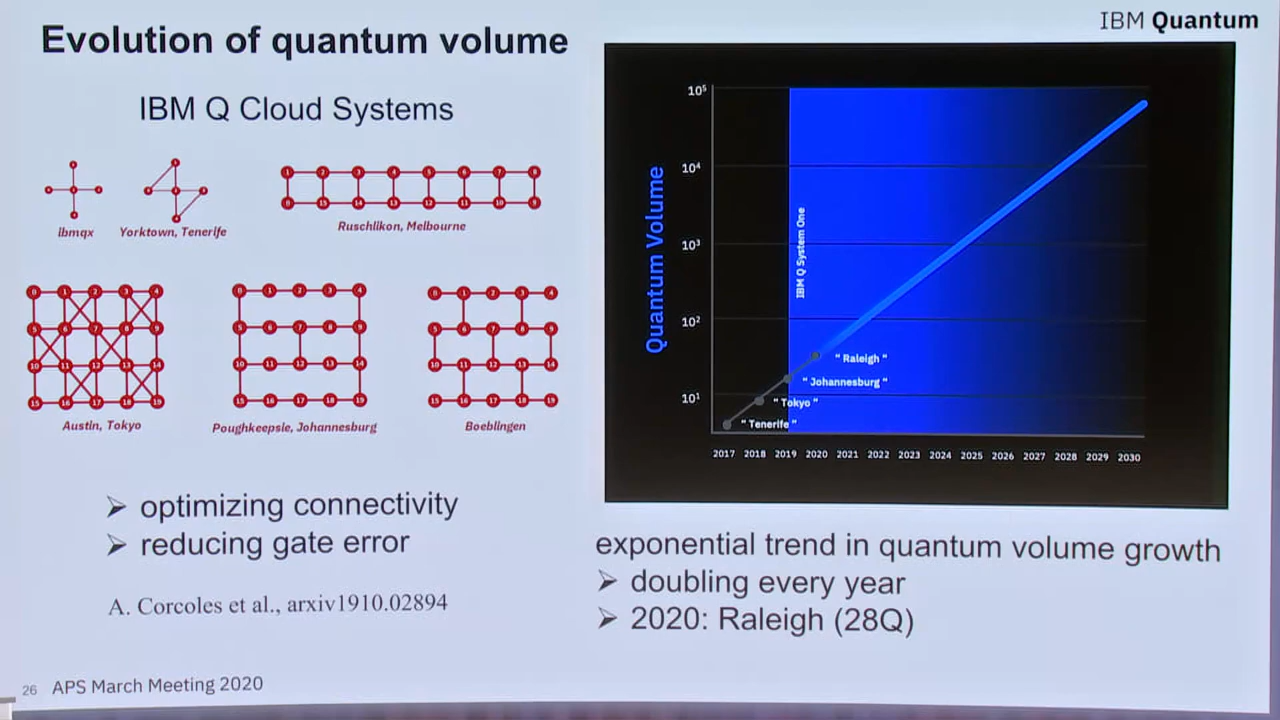 Evolution of quantum volume
IBM Quantum
IBM Q Cloud Systems
ibmqx
Yorktown, Tenerife
Ruschlikon, Melbourne
Austin, Tokyo
Poughkeepsie, Johannesburg
Boeblingen
➢ optimizing connectivity
➢ reducing gate error
A. Corcoles et al., arxiv1910.02894
26 APS March Meeting 2020
Quantum Volume
10⁵
10⁴
10³
10²
10¹
IBM Q System One
" Raleigh "
" Johannesburg "
" Tokyo "
" Tenerife "
2017 2018 2019 2020 2021 2022 2023 2024 2025 2026 2027 2028 2029 2030
exponential trend in quantum volume growth
➢ doubling every year
➢ 2020: Raleigh (28Q)